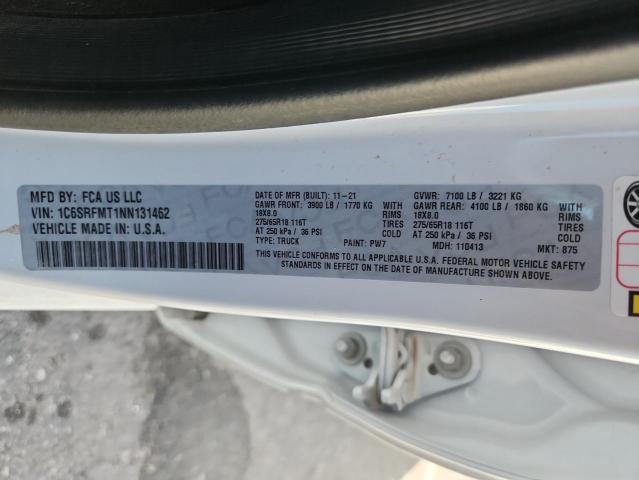 MFD BY: FCA US LLC
VIN: 1C6SRFMT1NN131462
VEHICLE MADE IN: U.S.A.
DATE OF MFR (BUILT): 11-21 GVWR: 7100 LB / 3221 KG
GAWR FRONT: 3900 LB / 1770 KG GAWR REAR: 4100 LB / 1860 KG
18X8.0 RIMS 18X8.0 RIMS
275/65R18 116T TIRES 275/65R18 116T TIRES
AT 250 kPa / 36 PSI COLD AT 250 kPa / 36 PSI COLD
TYPE: TRUCK PAINT: PW7 MDH: 110413 MKT: 875
THIS VEHICLE CONFORMS TO ALL APPLICABLE U.S.A. FEDERAL MOTOR VEHICLE SAFETY
STANDARDS IN EFFECT ON THE DATE OF MANUFACTURE SHOWN ABOVE.